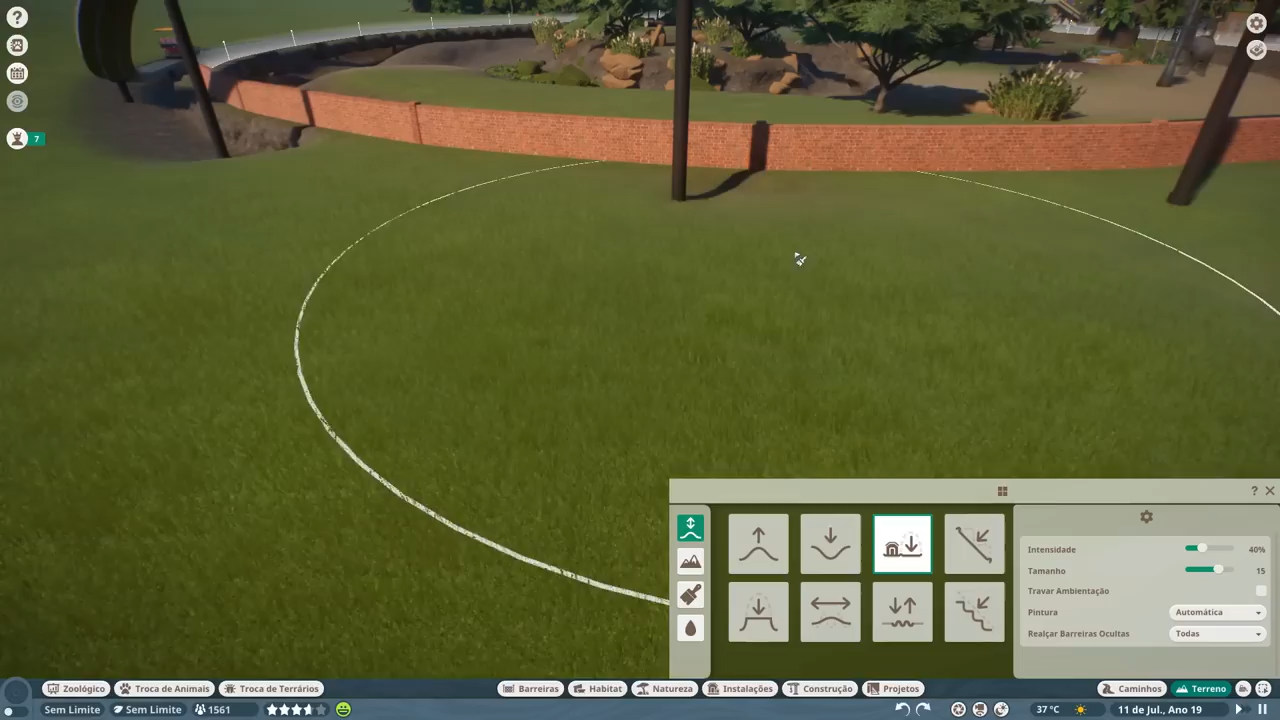 ?
7
?
Intensidade 40%
Tamanho 15
Travar Ambientação
Pintura Automática
Realçar Barreiras Ocultas Todas
Zoológico Troca de Animais Troca de Terrários Barreiras Habitat Natureza Instalações Construção Projetos Caminhos Terreno
Sem Limite Sem Limite 1561 37 °C 11 de Jul., Ano 19